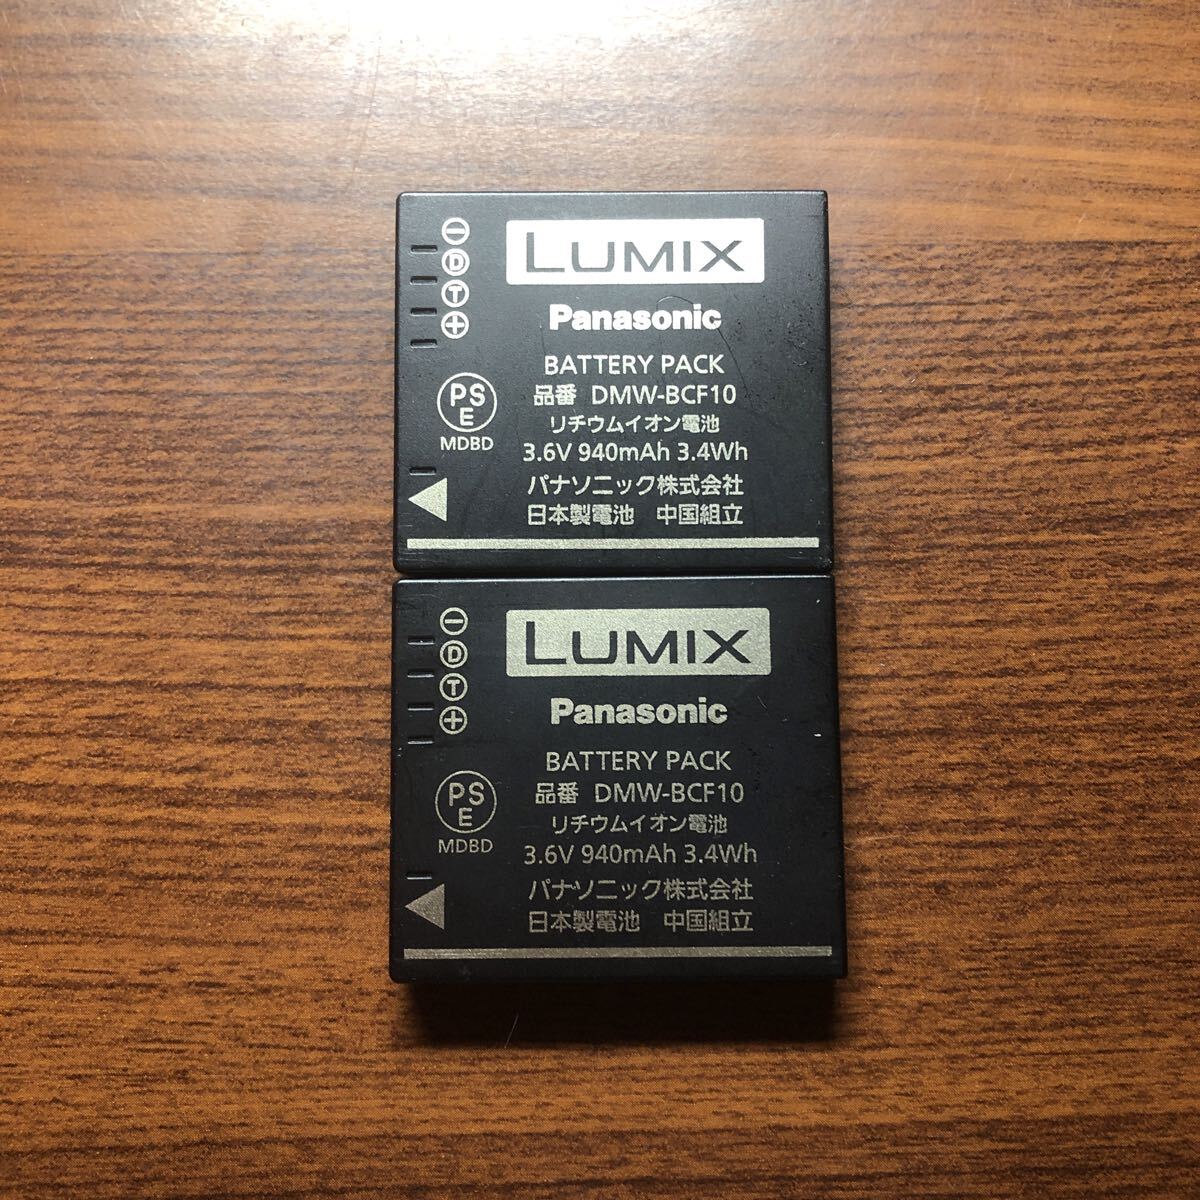 −
D
T
+
LUMIX
Panasonic
BATTERY PACK
品番 DMW-BCF10
リチウムイオン電池
3.6V 940mAh 3.4Wh
パナソニック株式会社
日本製電池 中国組立
PS
E
MDBD
−
D
T
+
LUMIX
Panasonic
BATTERY PACK
品番 DMW-BCF10
リチウムイオン電池
3.6V 940mAh 3.4Wh
パナソニック株式会社
日本製電池 中国組立
PS
E
MDBD